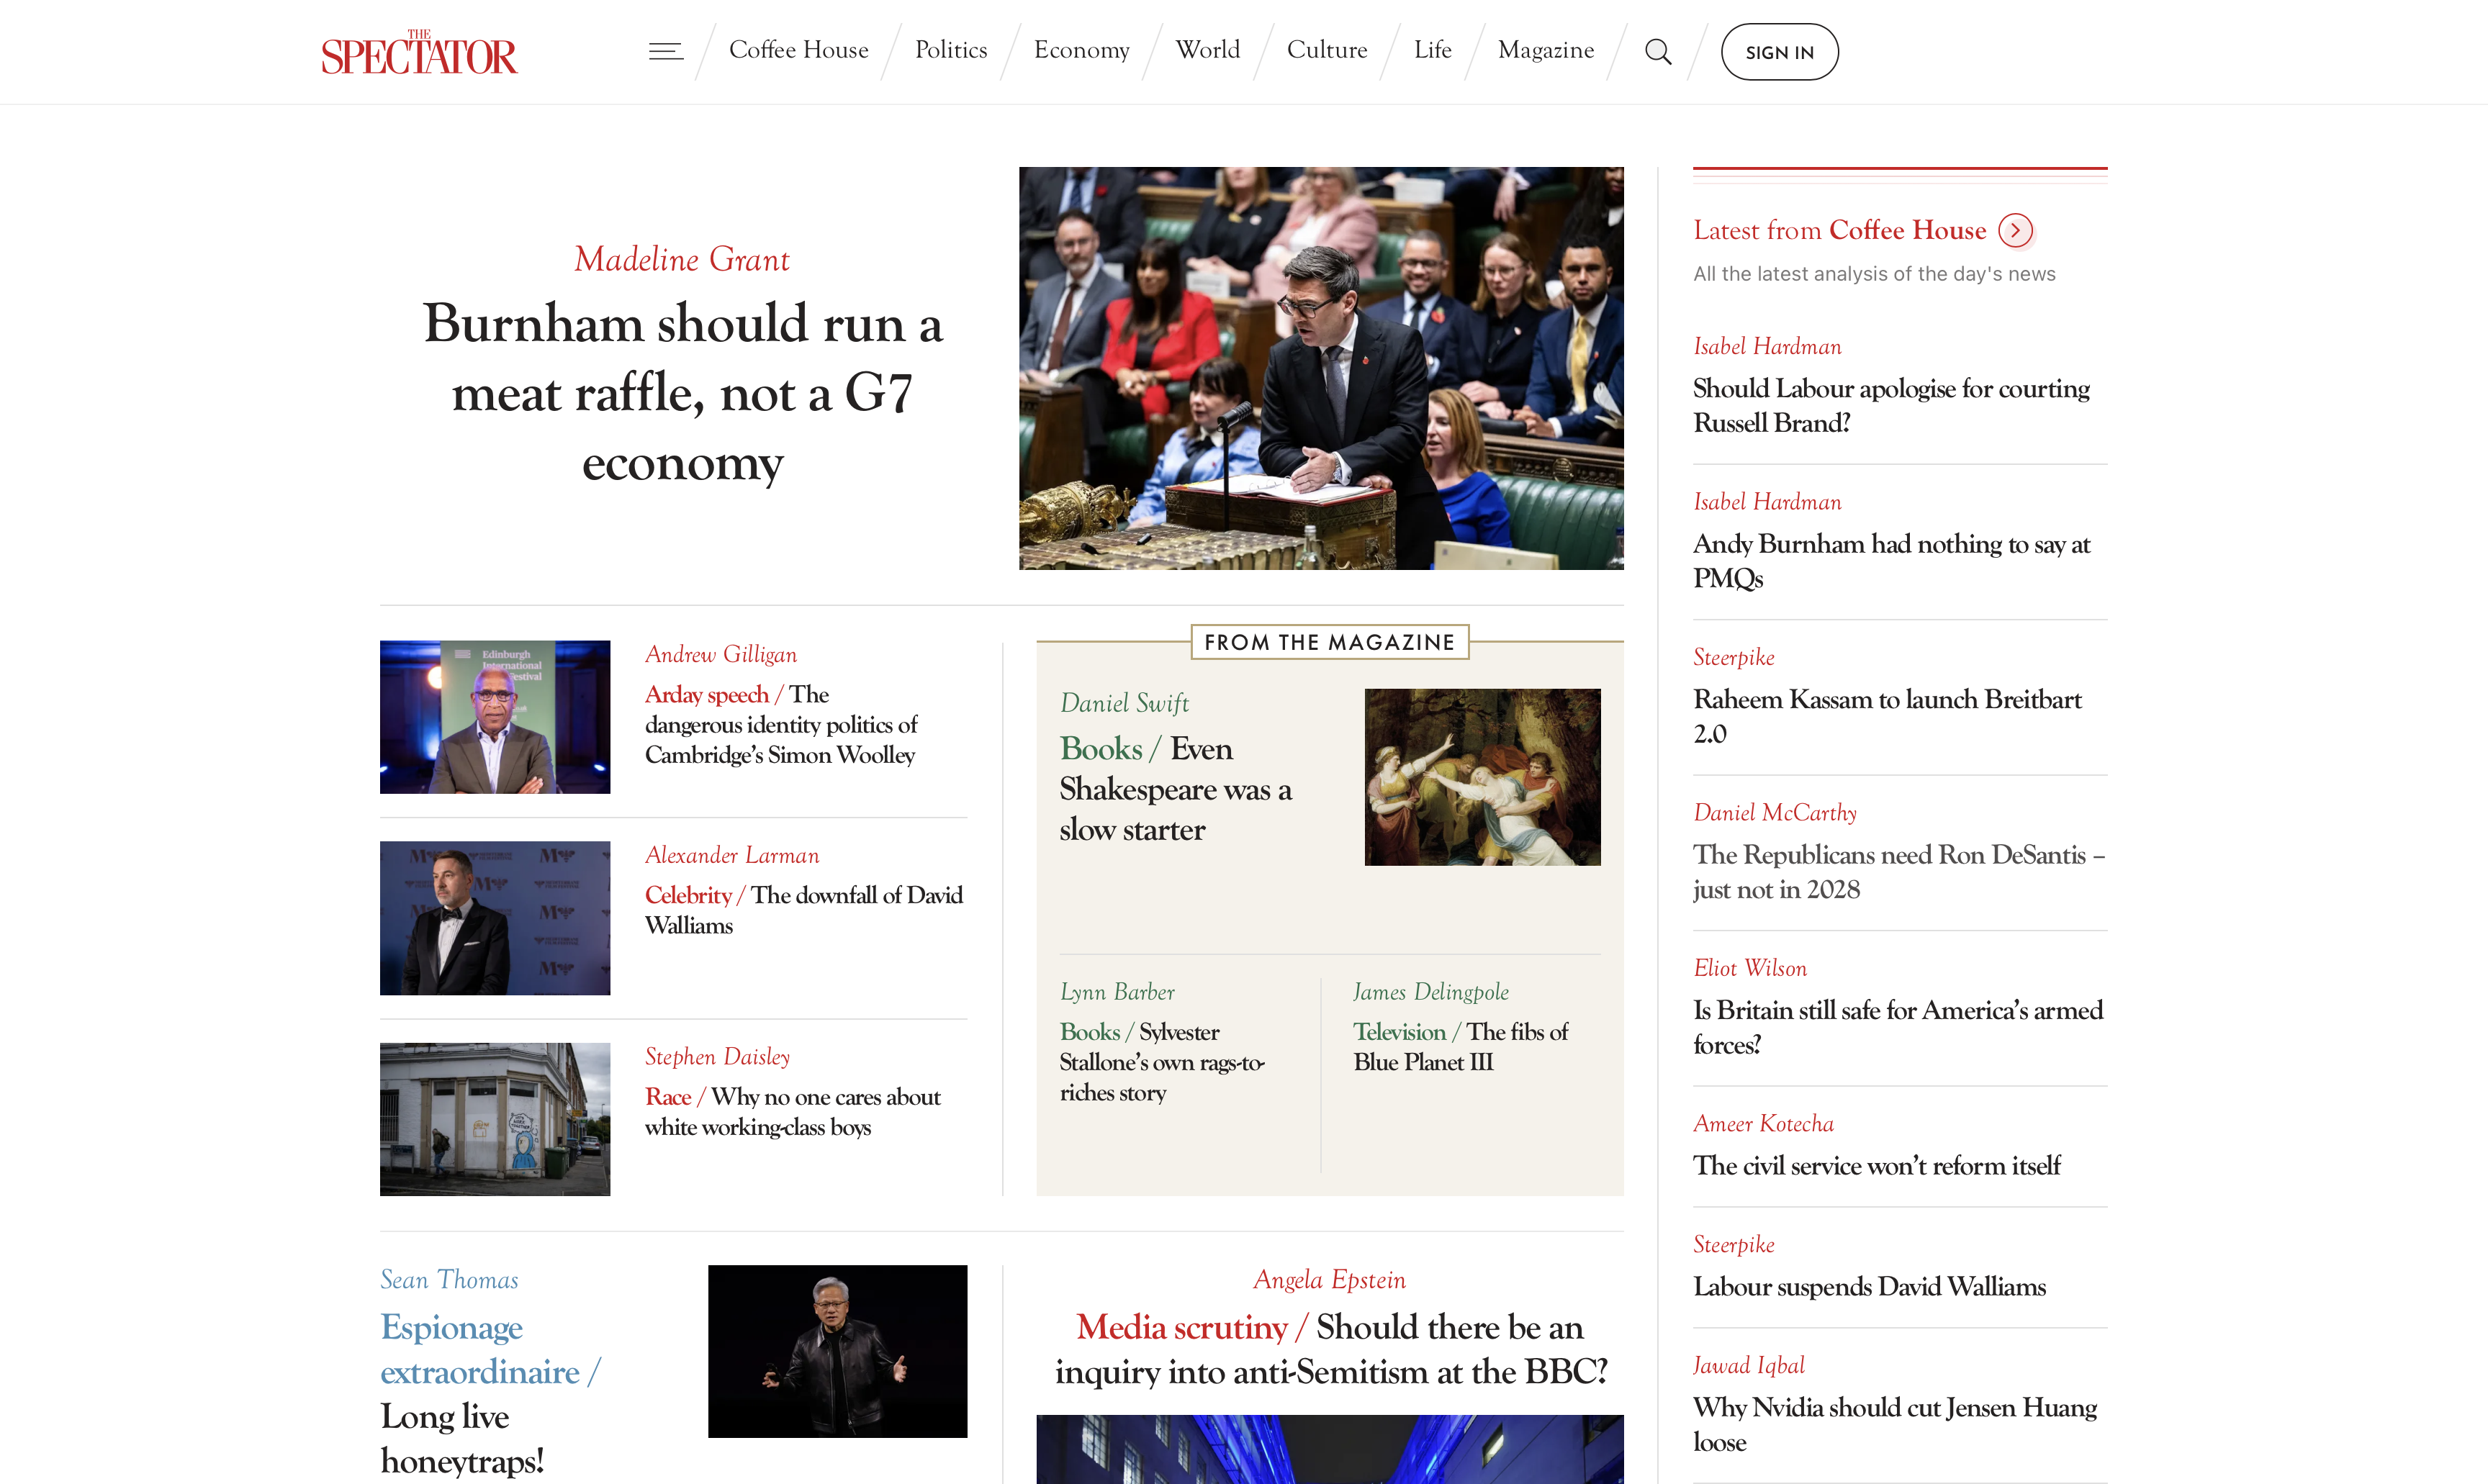 THE
SPECTATOR
Coffee House
Politics
Economy
World
Culture
Life
Magazine
SIGN IN
Madeline Grant
Burnham should run a
meat raffle, not a G7
economy
Andrew Gilligan
Arday speech / The
dangerous identity politics of
Cambridge’s Simon Woolley
Edinburgh
International
Festival
Alexander Larman
Celebrity / The downfall of David
Walliams
Stephen Daisley
Race / Why no one cares about
white working-class boys
FROM THE MAGAZINE
Daniel Swift
Books / Even
Shakespeare was a
slow starter
Lynn Barber
Books / Sylvester
Stallone’s own rags-to-
riches story
James Delingpole
Television / The fibs of
Blue Planet III
Sean Thomas
Espionage
extraordinaire /
Long live
honeytraps!
Angela Epstein
Media scrutiny / Should there be an
inquiry into anti-Semitism at the BBC?
Latest from Coffee House
All the latest analysis of the day's news
Isabel Hardman
Should Labour apologise for courting
Russell Brand?
Isabel Hardman
Andy Burnham had nothing to say at
PMQs
Steerpike
Raheem Kassam to launch Breitbart
2.0
Daniel McCarthy
The Republicans need Ron DeSantis –
just not in 2028
Eliot Wilson
Is Britain still safe for America’s armed
forces?
Ameer Kotecha
The civil service won’t reform itself
Steerpike
Labour suspends David Walliams
Jawad Iqbal
Why Nvidia should cut Jensen Huang
loose